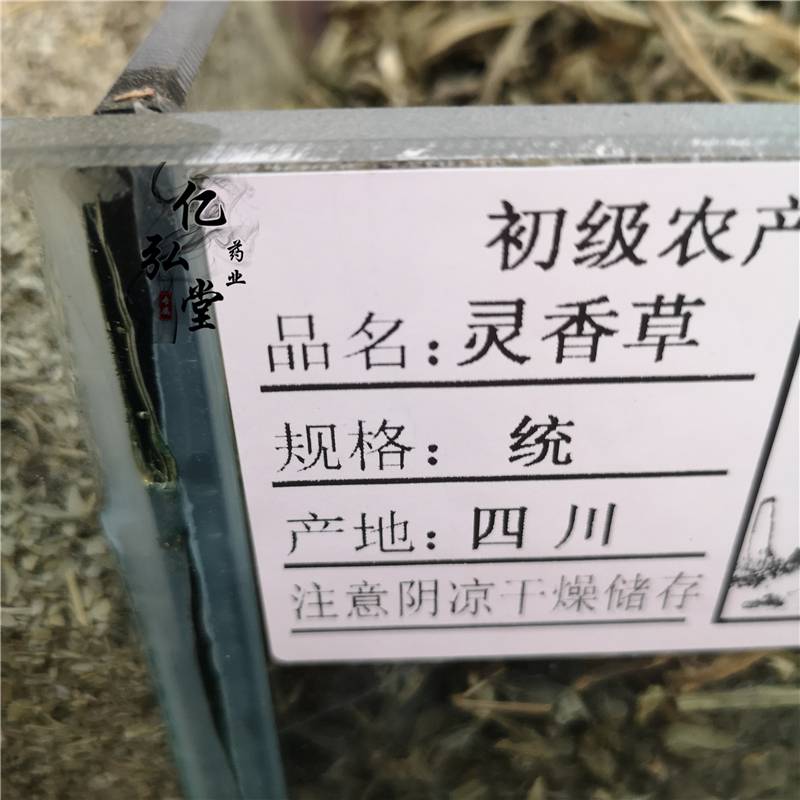 亿弘堂
药业
初级农产
品名：灵香草
规格：统
产地：四川
注意阴凉干燥储存